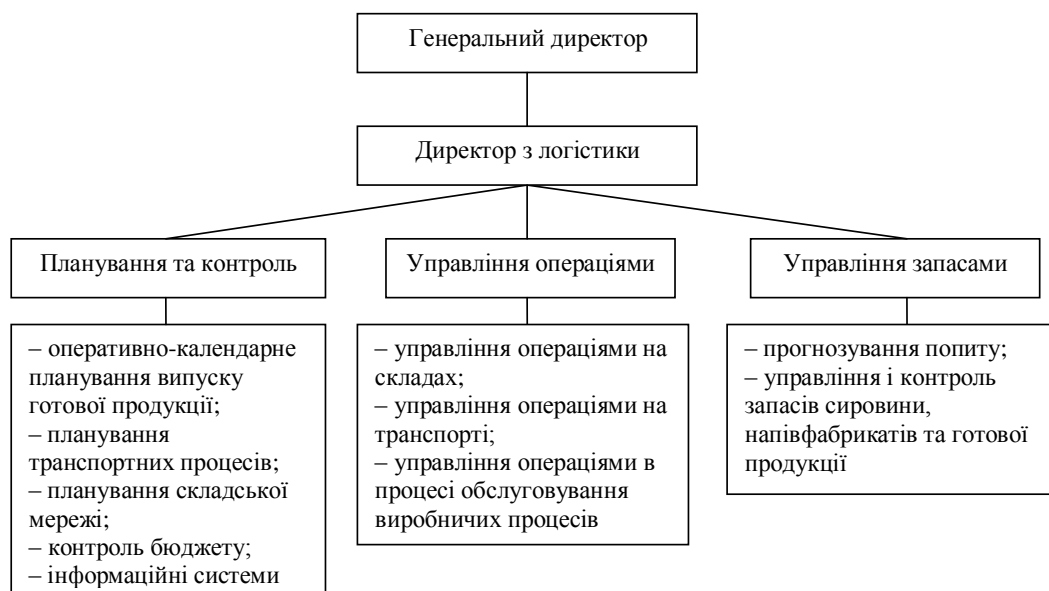 Генеральний директор
Директор з логістики
Планування та контроль
– оперативно-календарне
планування випуску
готової продукції;
– планування
транспортних процесів;
– планування складської
мережі;
– контроль бюджету;
– інформаційні системи
Управління операціями
– управління операціями на
складах;
– управління операціями на
транспорті;
– управління операціями в
процесі обслуговування
виробничих процесів
Управління запасами
– прогнозування попиту;
– управління і контроль
запасів сировини,
напівфабрикатів та готової
продукції